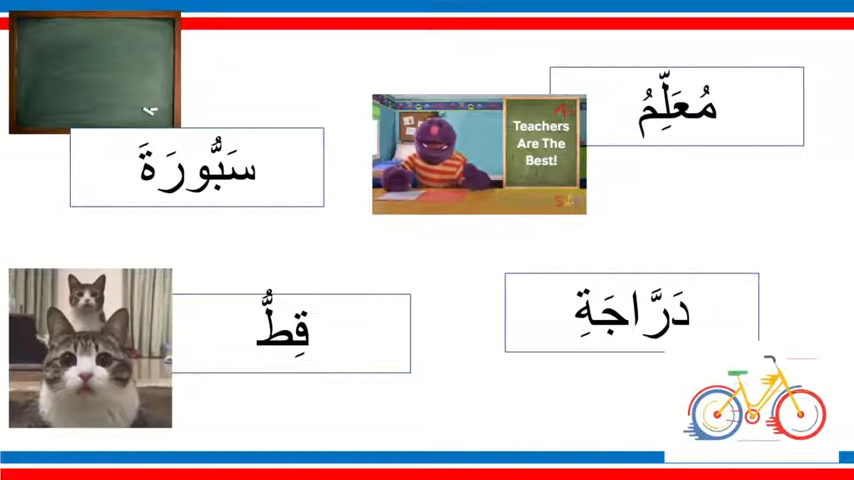 مُعَلِّمُ
Teachers
Are The
Best!
سَبُّورَةَ
قِطُّ
دَرَّاجَةِ